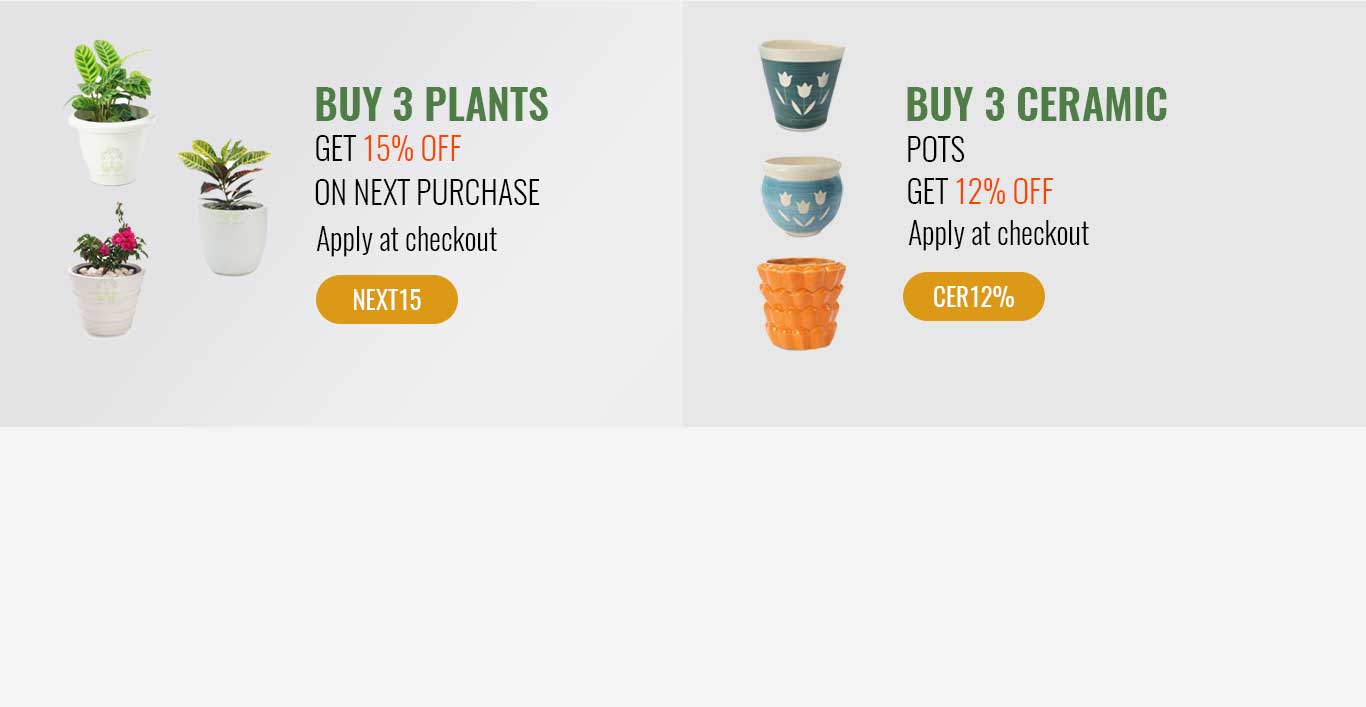 BUY 3 PLANTS
GET 15% OFF
ON NEXT PURCHASE
Apply at checkout
NEXT15
BUY 3 CERAMIC
POTS
GET 12% OFF
Apply at checkout
CER12%